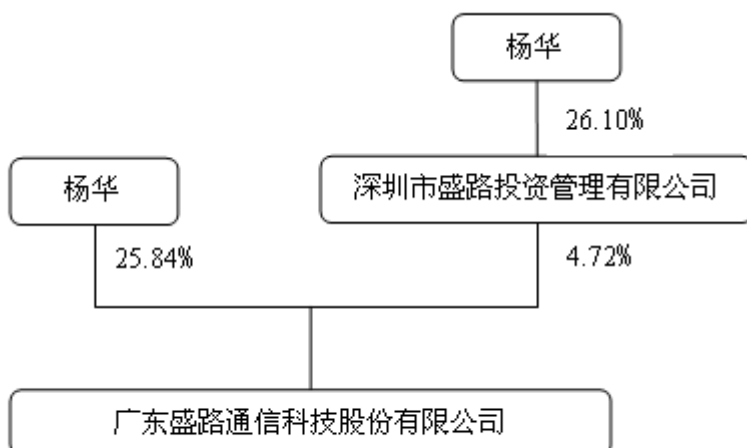 杨华
26.10%
杨华
深圳市盛路投资管理有限公司
25.84%
4.72%
广东盛路通信科技股份有限公司